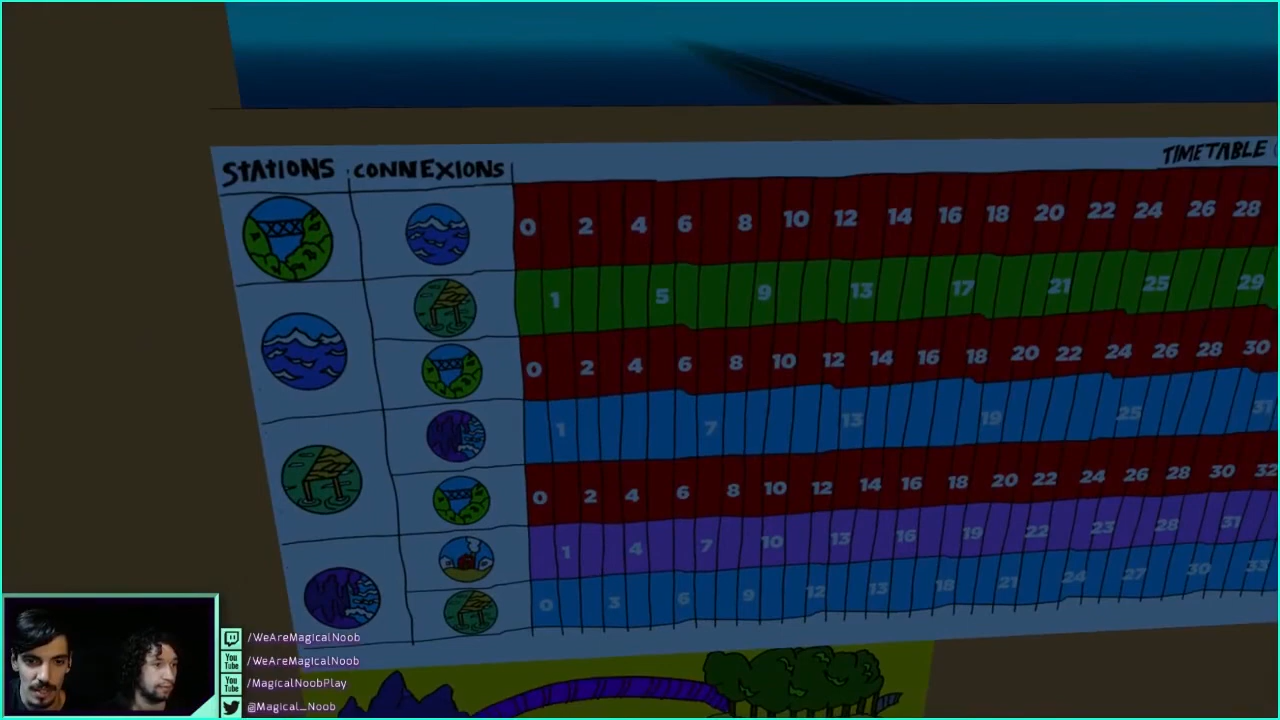 STATIONS CONNEXIONS TIMETABLE (
0 2 4 6 8 10 12 14 16 18 20 22 24 26 28
1 5 9 13 17 21 25 29
0 2 4 6 8 10 12 14 16 18 20 22 24 26 28 30
1 7 13 19 25 31
0 2 4 6 8 10 12 14 16 18 20 22 24 26 28 30 32
1 4 7 10 13 16 19 22 23 28 31
0 3 6 9 12 13 18 21 24 27 30 33
/WeAreMagicalNoob
You Tube /WeAreMagicalNoob
You Tube /MagicalNoobPlay
@Magical_Noob